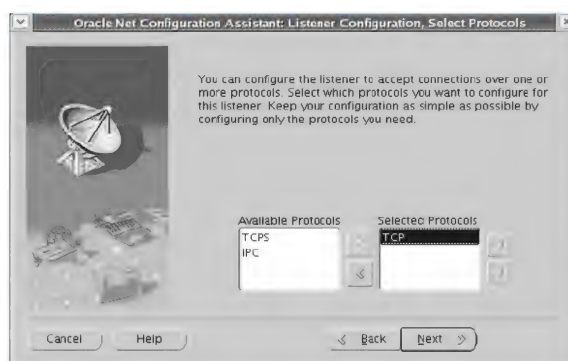 Oracle Net Configuration Assistant: Listener Configuration, Select Protocols
You can configure the listener to accept connections over one or
more protocols. Select which protocols you want to configure for
this listener. Keep your configuration as simple as possible by
configuring only the protocols you need.
Available Protocols
Selected Protocols
TCPS
IPC
TCP
Cancel
Help
Back
Next